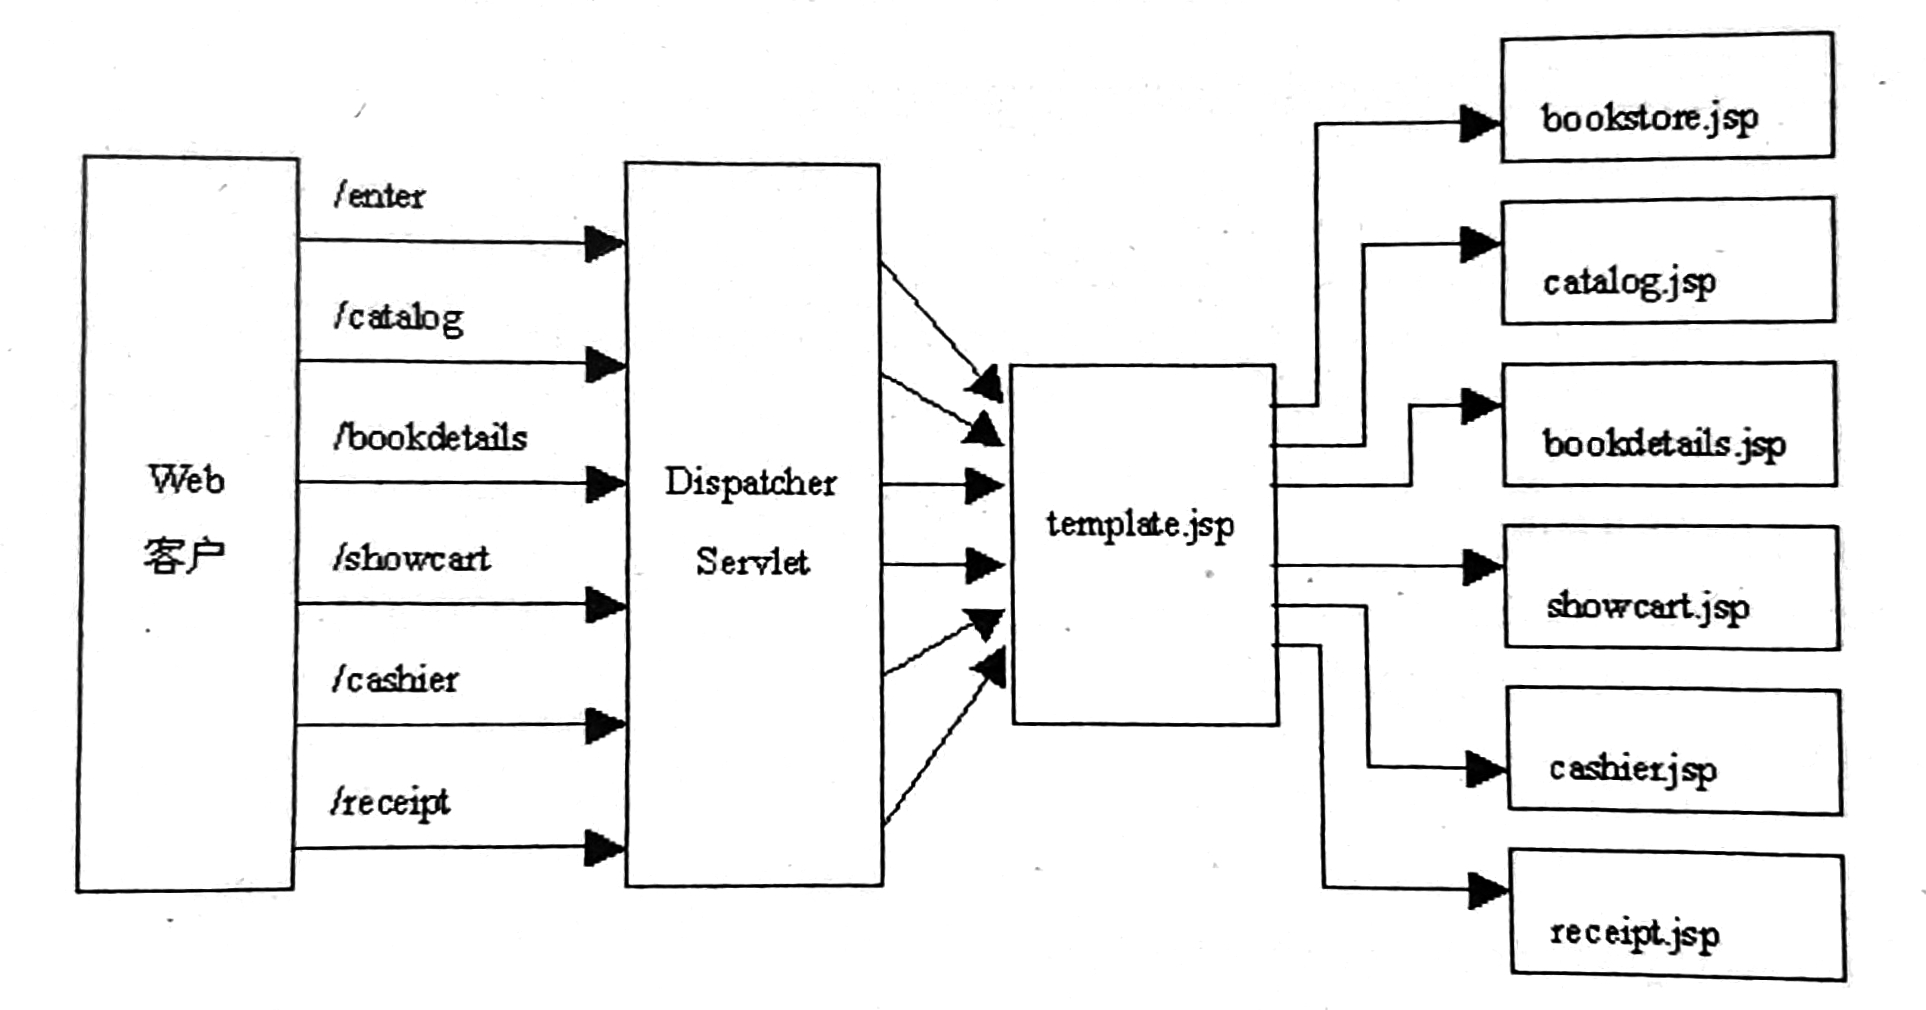 Web
客户
/enter
/catalog
/bookdetails
/showcart
/cashier
/receipt
Dispatcher
Servlet
template.jsp
bookstore.jsp
catalog.jsp
bookdetails.jsp
showcart.jsp
cashier.jsp
receipt.jsp